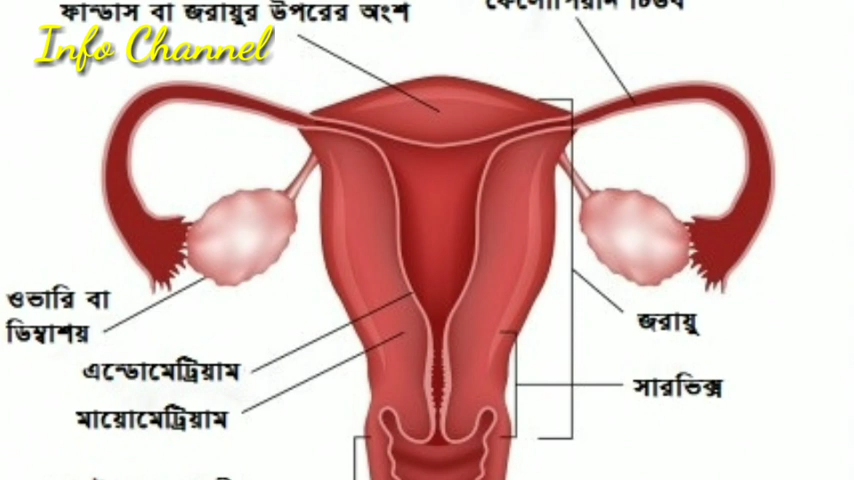 ফান্ডাস বা জরায়ুর উপরের অংশ
Info Channel
ওভারি বা
ডিম্বাশয়
জরায়ু
এন্ডোমেট্রিয়াম
সারভিক্স
মায়োমেট্রিয়াম